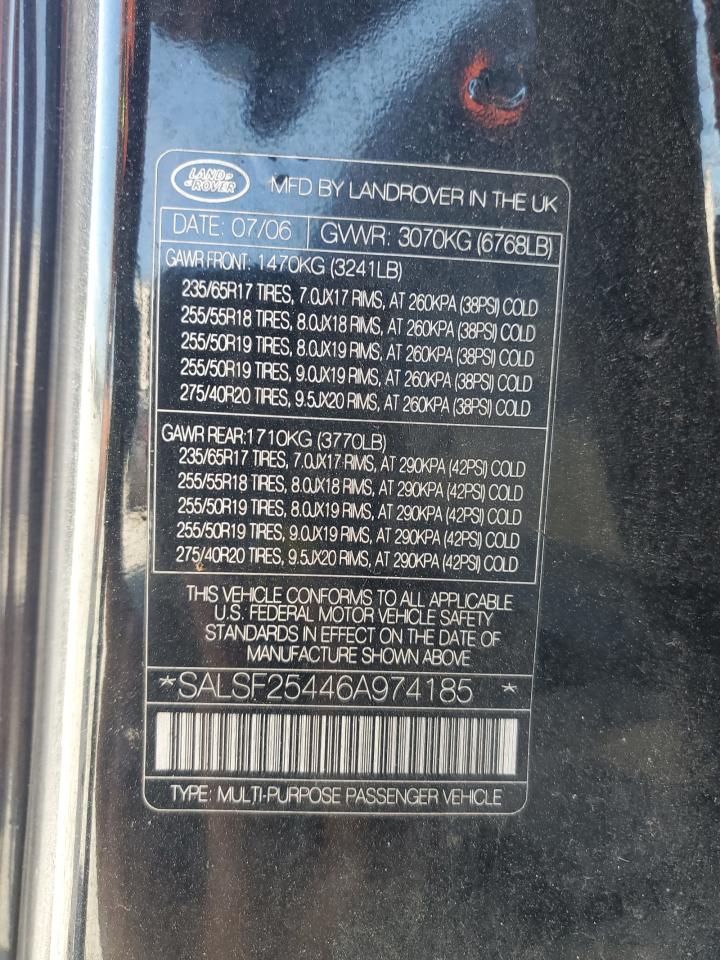 LAND ROVER
MFD BY LANDROVER IN THE UK
DATE: 07/06 GVWR: 3070KG (6768LB)
GAWR FRONT: 1470KG (3241LB)
235/65R17 TIRES, 7.0JX17 RIMS, AT 260KPA (38PSI) COLD
255/55R18 TIRES, 8.0JX18 RIMS, AT 260KPA (38PSI) COLD
255/50R19 TIRES, 8.0JX19 RIMS, AT 260KPA (38PSI) COLD
255/50R19 TIRES, 9.0JX19 RIMS, AT 260KPA (38PSI) COLD
275/40R20 TIRES, 9.5JX20 RIMS, AT 260KPA (38PSI) COLD
GAWR REAR:1710KG (3770LB)
235/65R17 TIRES, 7.0JX17 RIMS, AT 290KPA (42PSI) COLD
255/55R18 TIRES, 8.0JX18 RIMS, AT 290KPA (42PSI) COLD
255/50R19 TIRES, 8.0JX19 RIMS, AT 290KPA (42PSI) COLD
255/50R19 TIRES, 9.0JX19 RIMS, AT 290KPA (42PSI) COLD
275/40R20 TIRES, 9.5JX20 RIMS, AT 290KPA (42PSI) COLD
THIS VEHICLE CONFORMS TO ALL APPLICABLE
U.S. FEDERAL MOTOR VEHICLE SAFETY
STANDARDS IN EFFECT ON THE DATE OF
MANUFACTURE SHOWN ABOVE
*SALSF25446A974185 *
TYPE: MULTI-PURPOSE PASSENGER VEHICLE